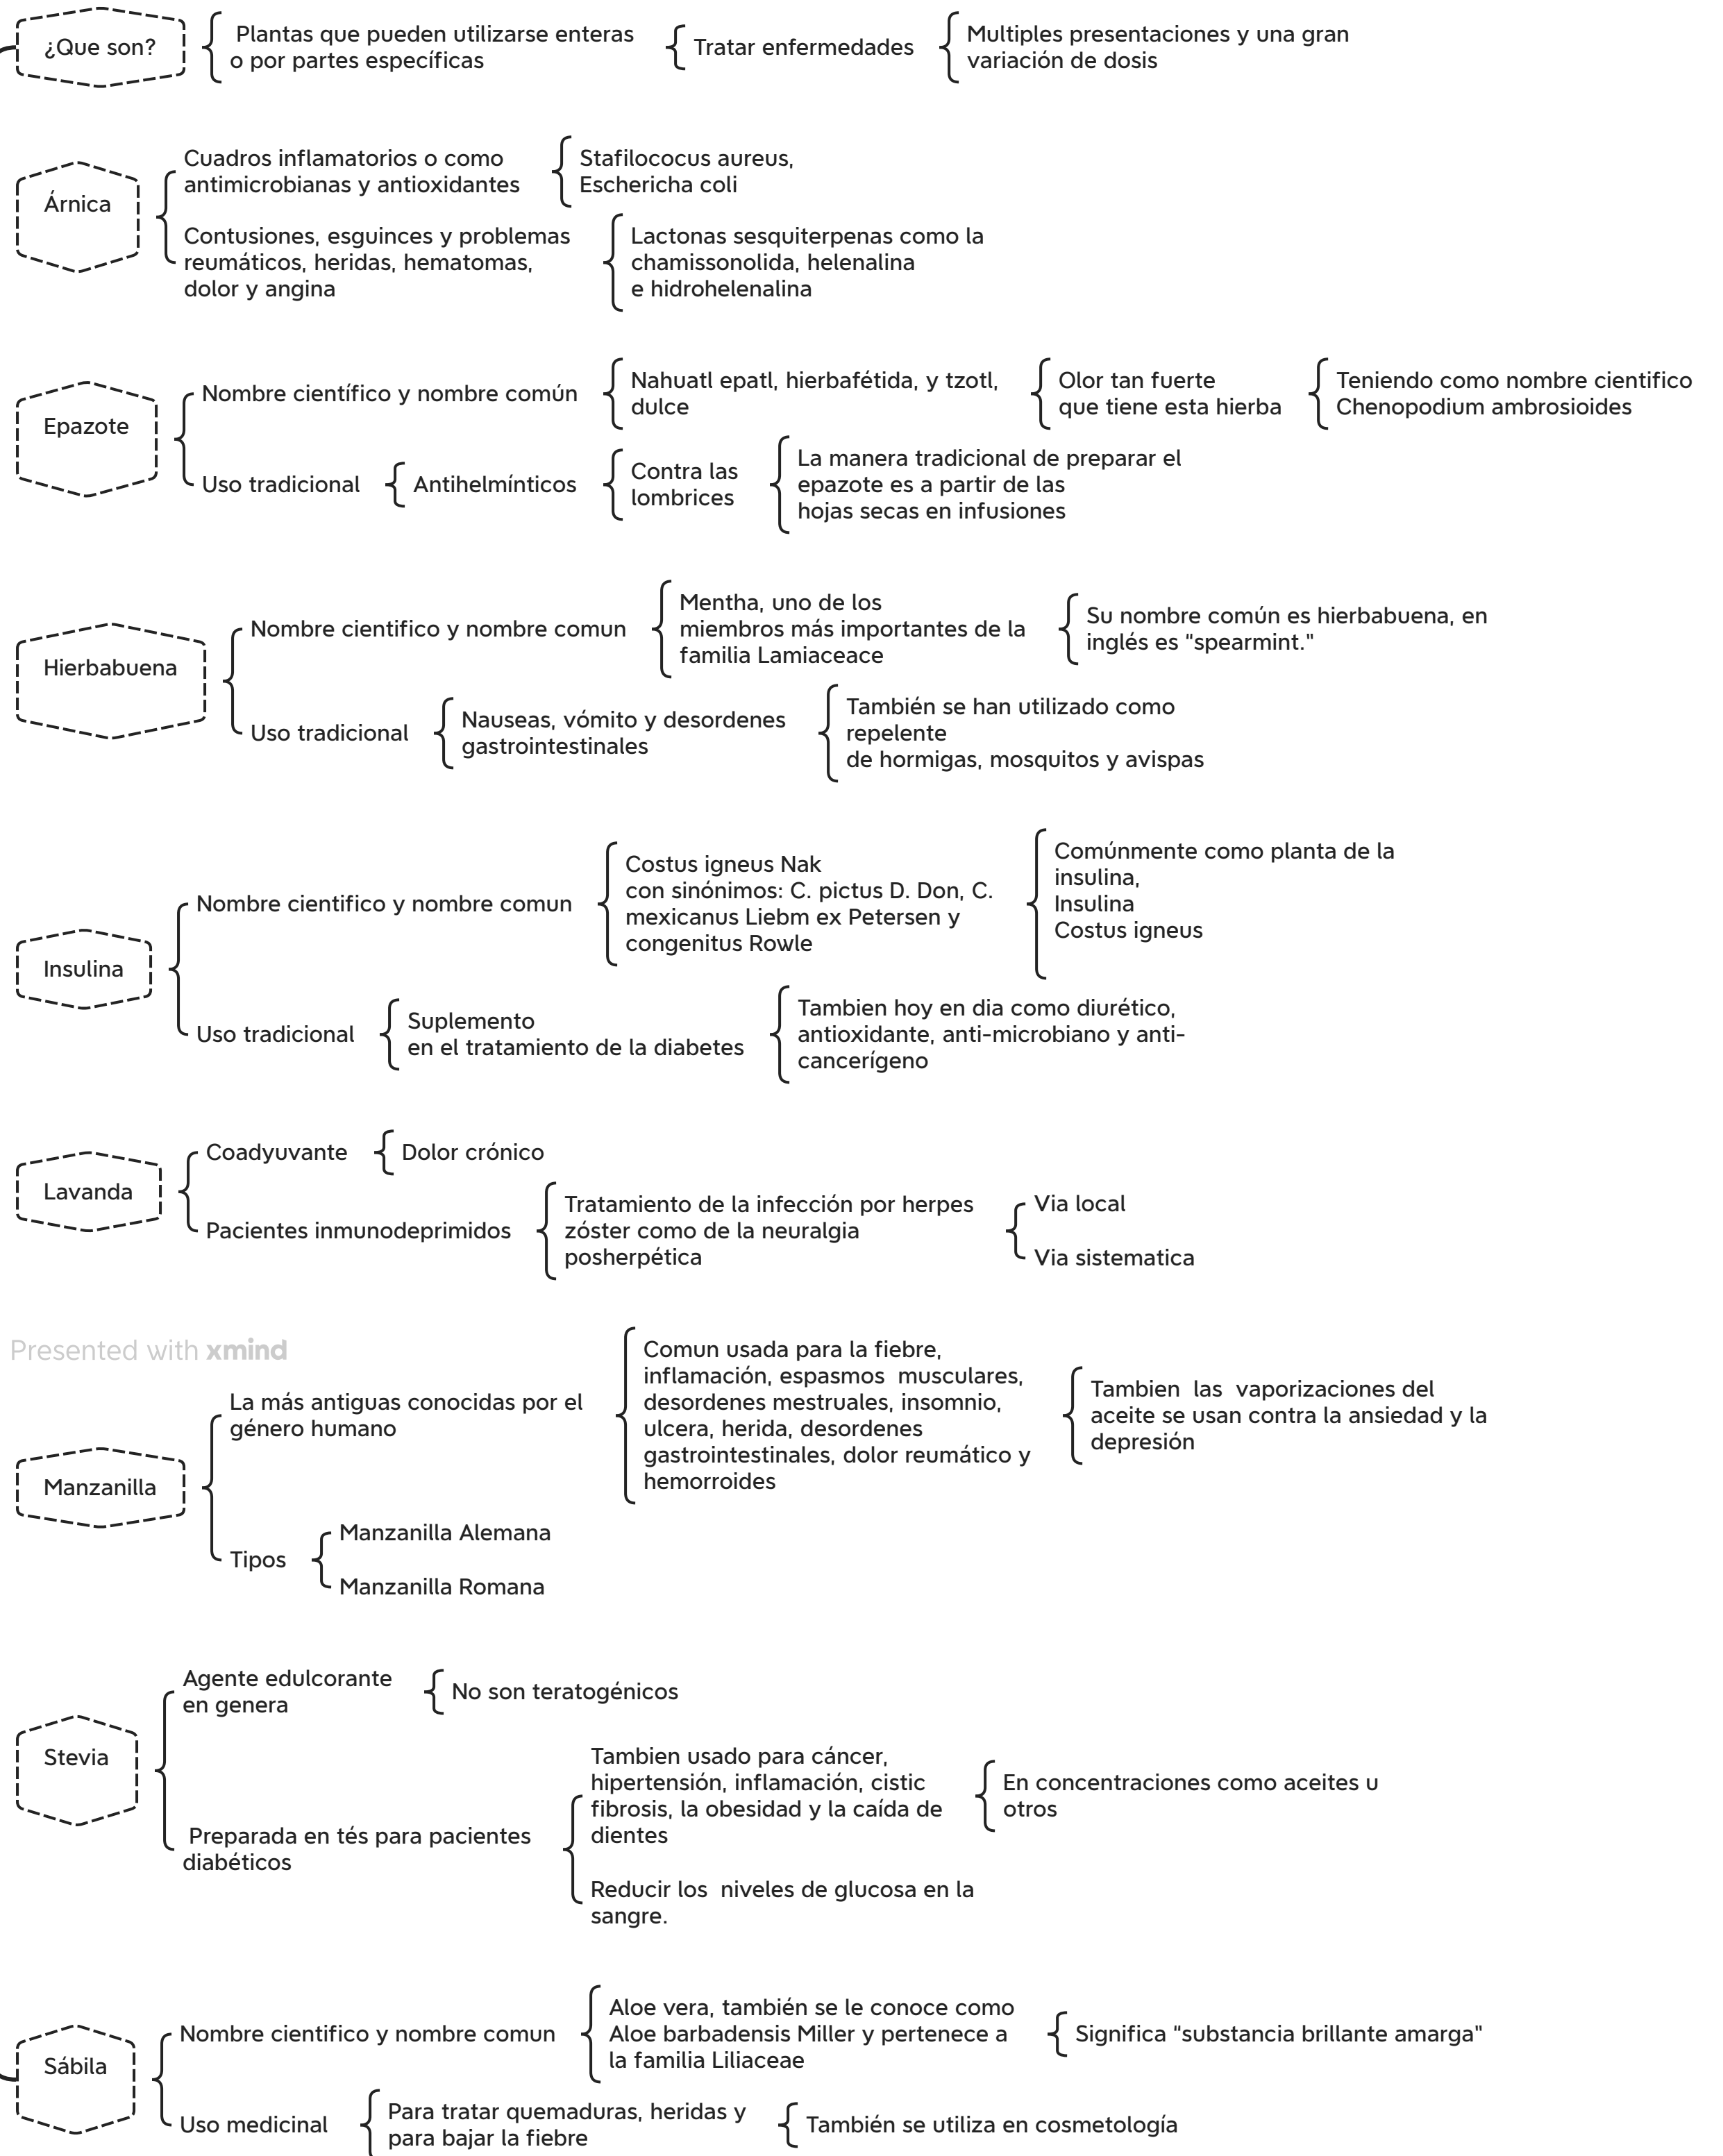 ¿Que son?
Plantas que pueden utilizarse enteras
o por partes específicas
Tratar enfermedades
Multiples presentaciones y una gran
variación de dosis
Árnica
Cuadros inflamatorios o como
antimicrobianas y antioxidantes
Stafilococus aureus,
Eschericha coli
Contusiones, esguinces y problemas
reumáticos, heridas, hematomas,
dolor y angina
Lactonas sesquiterpenas como la
chamissonolida, helenalina
e hidrohelenalina
Epazote
Nombre científico y nombre común
Nahuatl epatl, hierbafétida, y tzotl,
dulce
Olor tan fuerte
que tiene esta hierba
Teniendo como nombre cientifico
Chenopodium ambrosioides
Uso tradicional
Antihelmínticos
Contra las
lombrices
La manera tradicional de preparar el
epazote es a partir de las
hojas secas en infusiones
Hierbabuena
Nombre cientifico y nombre comun
Mentha, uno de los
miembros más importantes de la
familia Lamiaceace
Su nombre común es hierbabuena, en
inglés es “spearmint."
Uso tradicional
Nauseas, vómito y desordenes
gastrointestinales
También se han utilizado como
repelente
de hormigas, mosquitos y avispas
Insulina
Nombre cientifico y nombre comun
Costus igneus Nak
con sinónimos: C. pictus D. Don, C.
mexicanus Liebm ex Petersen y
congenitus Rowle
Comúnmente como planta de la
insulina,
Insulina
Costus igneus
Uso tradicional
Suplemento
en el tratamiento de la diabetes
Tambien hoy en dia como diurético,
antioxidante, anti-microbiano y anti-
cancerígeno
Lavanda
Coadyuvante
Dolor crónico
Pacientes inmunodeprimidos
Tratamiento de la infección por herpes
zóster como de la neuralgia
posherpética
Via local
Via sistematica
Presented with xmind
Manzanilla
La más antiguas conocidas por el
género humano
Comun usada para la fiebre,
inflamación, espasmos  musculares,
desordenes mestruales, insomnio,
ulcera, herida, desordenes
gastrointestinales, dolor reumático y
hemorroides
Tambien  las  vaporizaciones del
aceite se usan contra la ansiedad y la
depresión
Tipos
Manzanilla Alemana
Manzanilla Romana
Stevia
Agente edulcorante
en genera
No son teratogénicos
Preparada en tés para pacientes
diabéticos
Tambien usado para cáncer,
hipertensión, inflamación, cistic
fibrosis, la obesidad y la caída de
dientes
En concentraciones como aceites u
otros
Reducir los  niveles de glucosa en la
sangre.
Sábila
Nombre cientifico y nombre comun
Aloe vera, también se le conoce como
Aloe barbadensis Miller y pertenece a
la familia Liliaceae
Significa "substancia brillante amarga"
Uso medicinal
Para tratar quemaduras, heridas y
para bajar la fiebre
También se utiliza en cosmetología